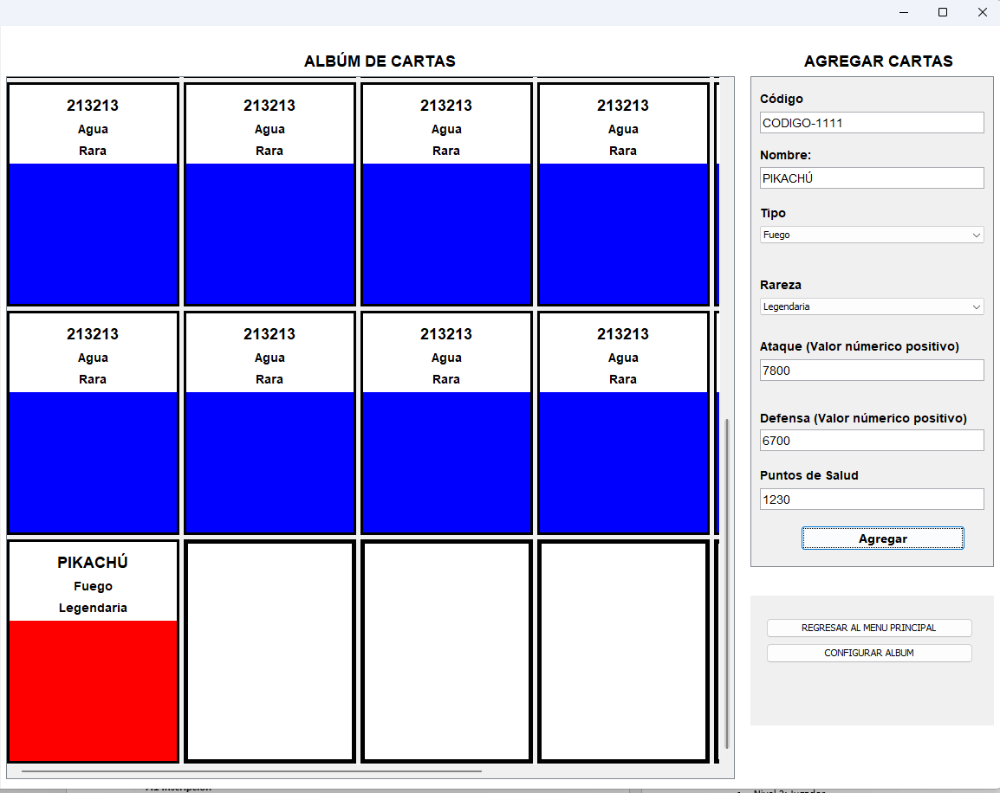 ALBÚM DE CARTAS
213213 213213 213213 213213
Agua Agua Agua Agua
Rara Rara Rara Rara
213213 213213 213213 213213
Agua Agua Agua Agua
Rara Rara Rara Rara
PIKACHÚ
Fuego
Legendaria
AGREGAR CARTAS
Código
CODIGO-1111
Nombre:
PIKACHÚ
Tipo
Fuego
Rareza
Legendaria
Ataque (Valor númerico positivo)
7800
Defensa (Valor númerico positivo)
6700
Puntos de Salud
1230
Agregar
REGRESAR AL MENU PRINCIPAL
CONFIGURAR ALBUM